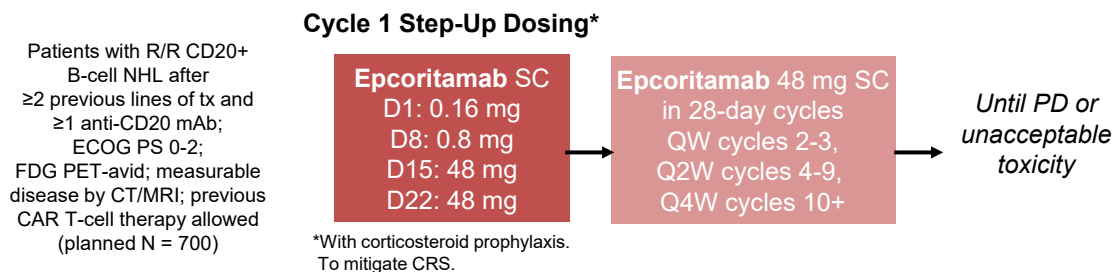 Patients with R/R CD20+
B-cell NHL after
≥2 previous lines of tx and
≥1 anti-CD20 mAb;
ECOG PS 0-2;
FDG PET-avid; measurable
disease by CT/MRI; previous
CAR T-cell therapy allowed
(planned N = 700)
Cycle 1 Step-Up Dosing*
Epcoritamab SC
D1: 0.16 mg
D8: 0.8 mg
D15: 48 mg
D22: 48 mg
*With corticosteroid prophylaxis.
To mitigate CRS.
Epcoritamab 48 mg SC
in 28-day cycles
QW cycles 2-3,
Q2W cycles 4-9,
Q4W cycles 10+
Until PD or
unacceptable
toxicity